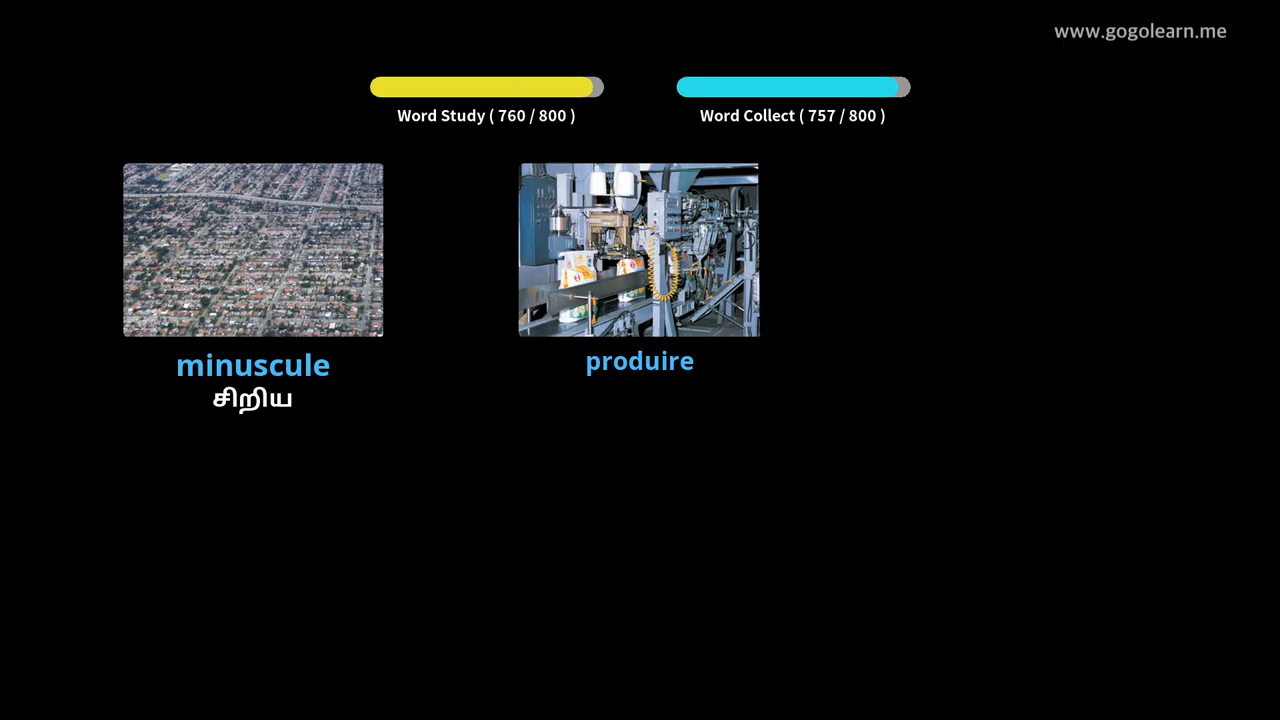 www.gogolearn.me
Word Study ( 760 / 800 )
Word Collect ( 757 / 800 )
minuscule
சிறிய
produire